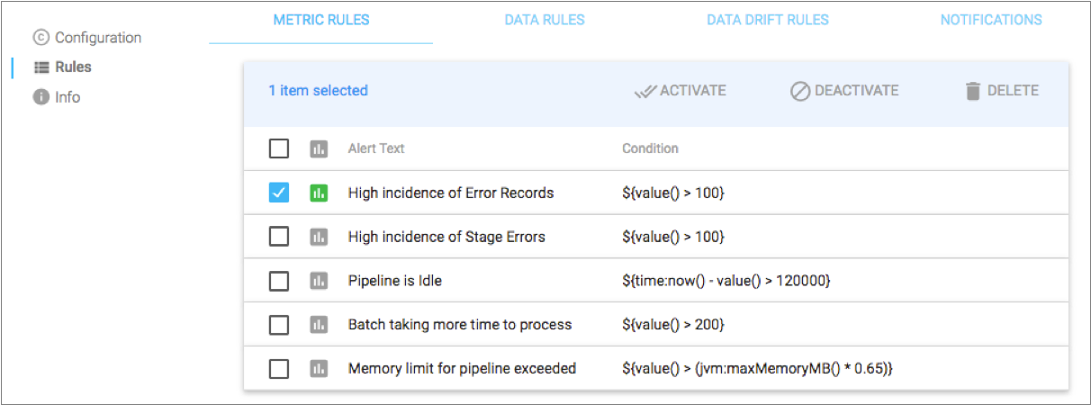 METRIC RULES DATA RULES DATA DRIFT RULES NOTIFICATIONS
Configuration
Rules
Info
1 item selected ACTIVATE DEACTIVATE DELETE
Alert Text Condition
High incidence of Error Records ${value() > 100}
High incidence of Stage Errors ${value() > 100}
Pipeline is Idle ${time:now() - value() > 120000}
Batch taking more time to process ${value() > 200}
Memory limit for pipeline exceeded ${value() > (jvm:maxMemoryMB() * 0.65)}